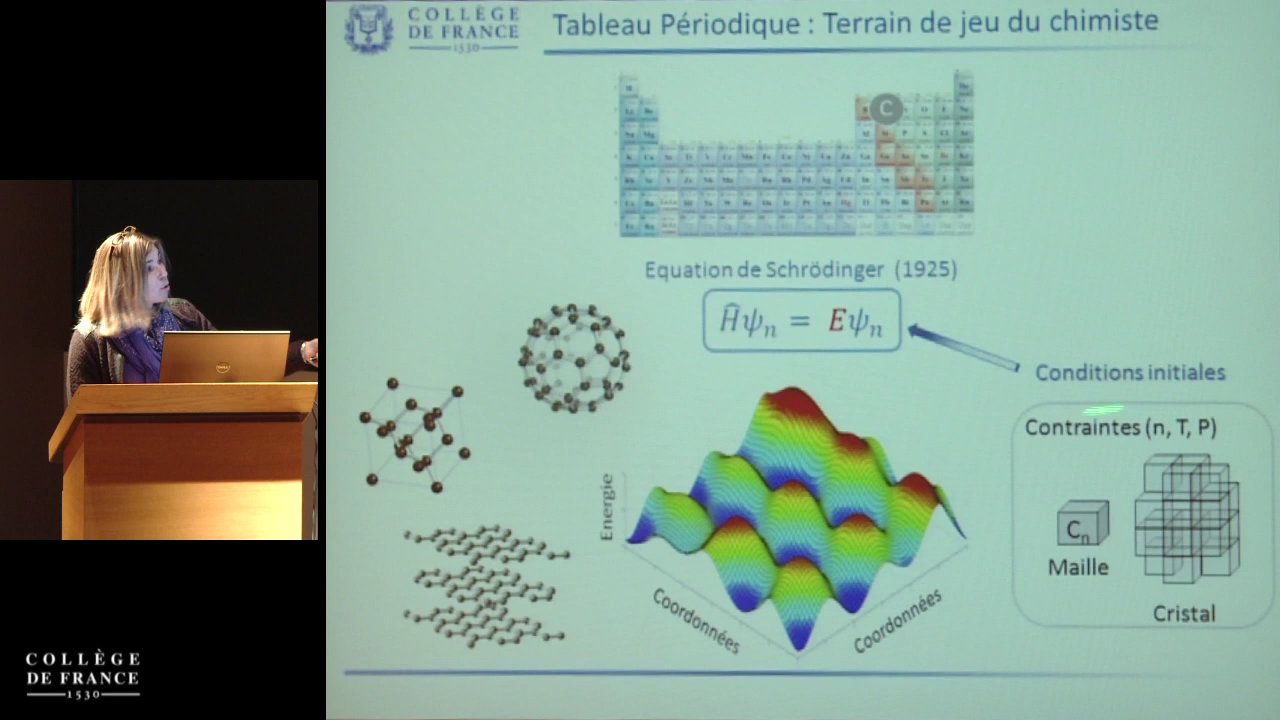 COLLÈGE
DE FRANCE
1530
Tableau Périodique : Terrain de jeu du chimiste
C
Equation de Schrödinger (1925)
Ĥψn = Eψn
Conditions initiales
Contraintes (n, T, P)
Cn
Maille
Cristal
Energie
Coordonnées
Coordonnées
DELL
COLLÈGE
DE FRANCE
1530